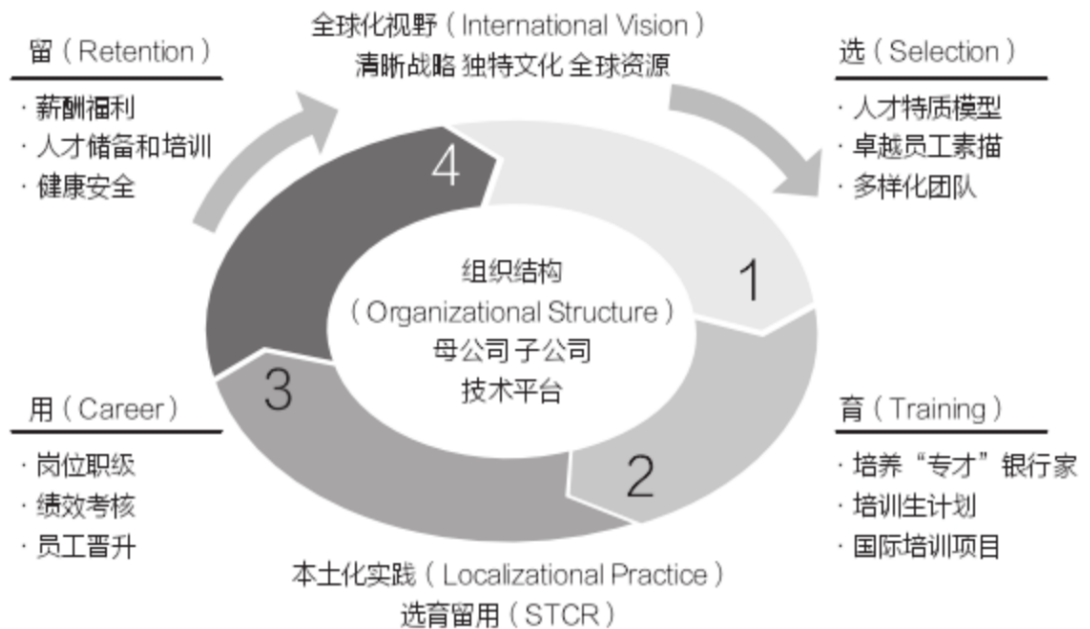 全球化视野（International Vision）
清晰战略 独特文化 全球资源
留（Retention）
· 薪酬福利
· 人才储备和培训
· 健康安全
选（Selection）
· 人才特质模型
· 卓越员工素描
· 多样化团队
4
1
组织结构
（Organizational Structure）
母公司 子公司
技术平台
3
2
用（Career）
· 岗位职级
· 绩效考核
· 员工晋升
育（Training）
· 培养“专才”银行家
· 培训生计划
· 国际培训项目
本土化实践（Localizational Practice）
选育留用（STCR）